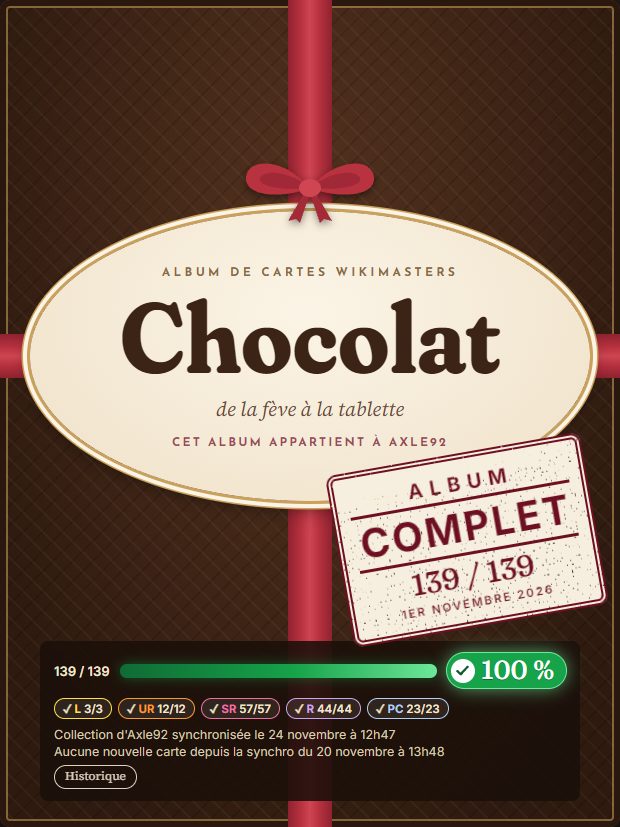 ALBUM DE CARTES WIKIMASTERS
Chocolat
de la fève à la tablette
CET ALBUM APPARTIENT À AXLE92
ALBUM
COMPLET
139 / 139
1ER NOVEMBRE 2026
139 / 139
100 %
✓ L 3/3 ✓ UR 12/12 ✓ SR 57/57 ✓ R 44/44 ✓ PC 23/23
Collection d'Axle92 synchronisée le 24 novembre à 12h47
Aucune nouvelle carte depuis la synchro du 20 novembre à 13h48
Historique